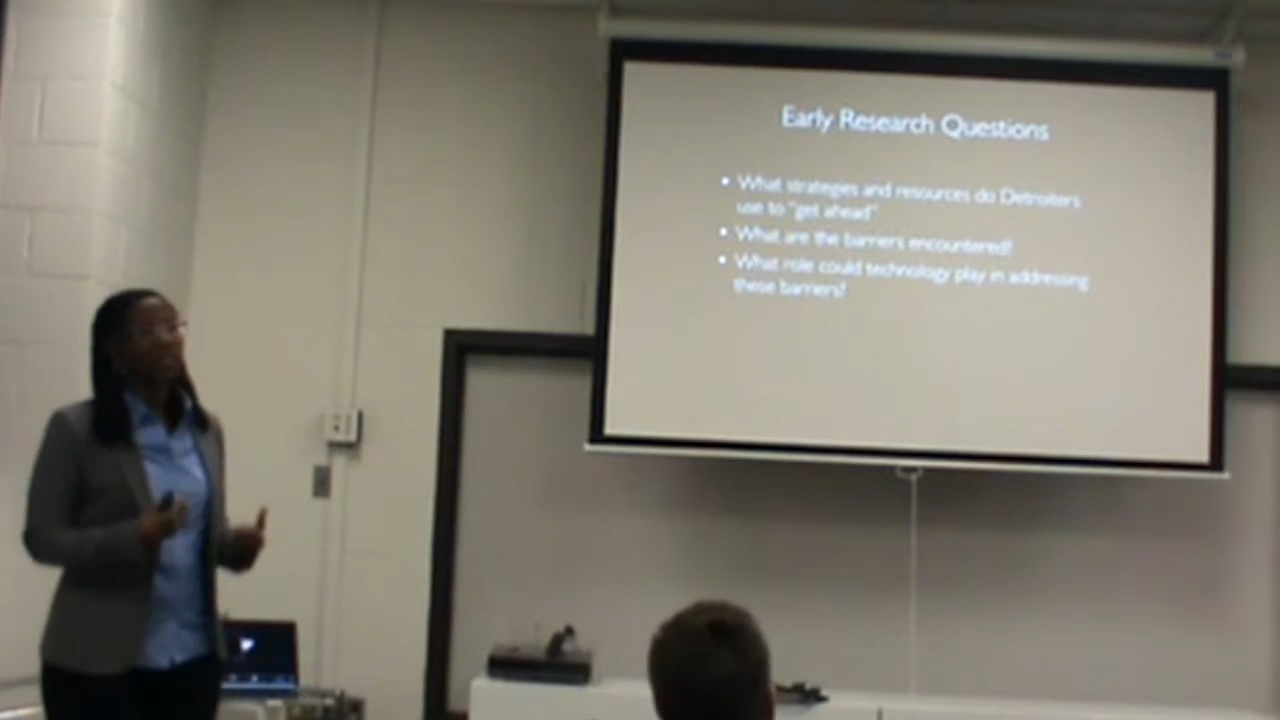 Early Research Questions
• What strategies and resources do Detroiters
use to "get ahead"
• What are the barriers encountered?
• What role could technology play in addressing
these barriers?